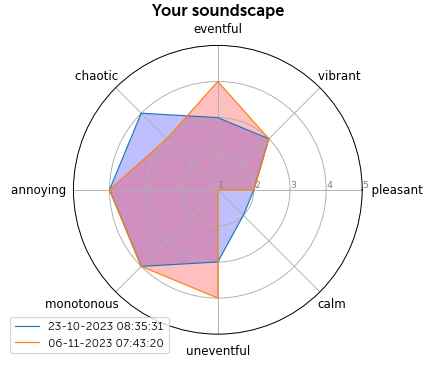 Your soundscape
eventful
chaotic
vibrant
annoying
1
2
3
4
5
pleasant
monotonous
calm
23-10-2023 08:35:31
06-11-2023 07:43:20
uneventful